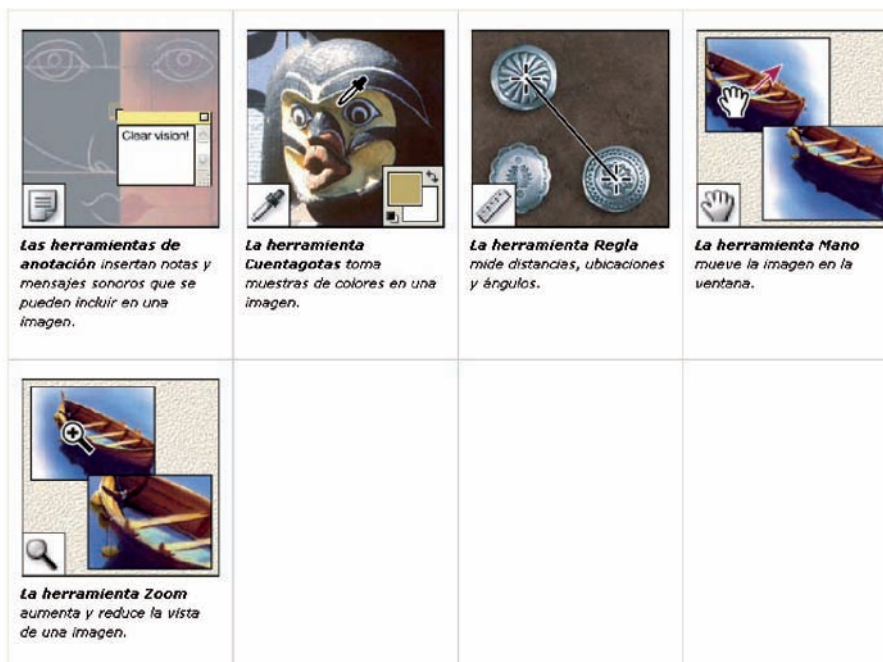 Clear vision!
Las herramientas de
anotación insertan notas y
mensajes sonoros que se
pueden incluir en una
imagen.
La herramienta
Cuentagotas toma
muestras de colores en una
imagen.
La herramienta Regla
mide distancias, ubicaciones
y ángulos.
La herramienta Mano
mueve la imagen en la
ventana.
La herramienta Zoom
aumenta y reduce la vista
de una imagen.